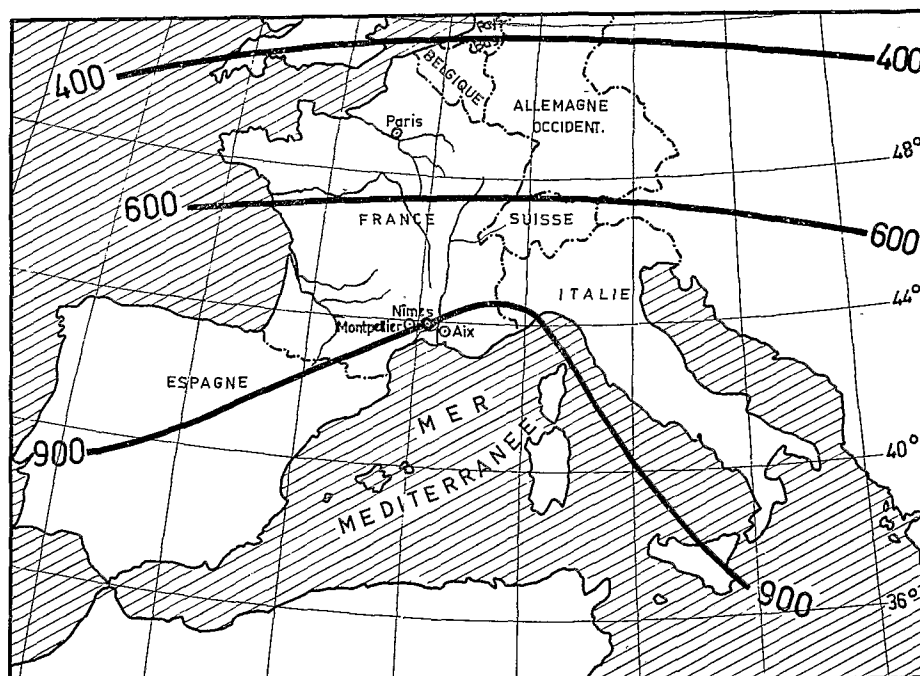 400
400
BELGIQUE
ALLEMAGNE
OCCIDENT.
Paris
48°
600
FRANCE
SUISSE
600
44°
ITALIE
Nîmes
Montpellier
Aix
ESPAGNE
MER
MEDITERRANEE
900
40°
900
36°